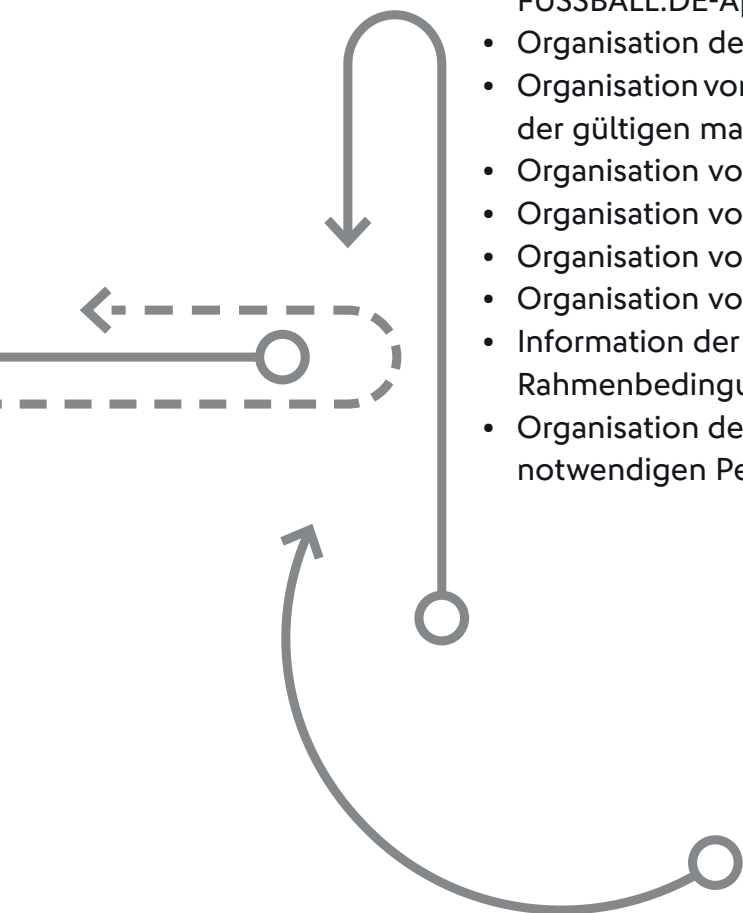 FUSSBALL.DE-Ap
• Organisation de
• Organisation vor
der gültigen ma
• Organisation vo
• Organisation vo
• Organisation vo
• Organisation vo
• Information der
Rahmenbedingu
• Organisation de
notwendigen Pe